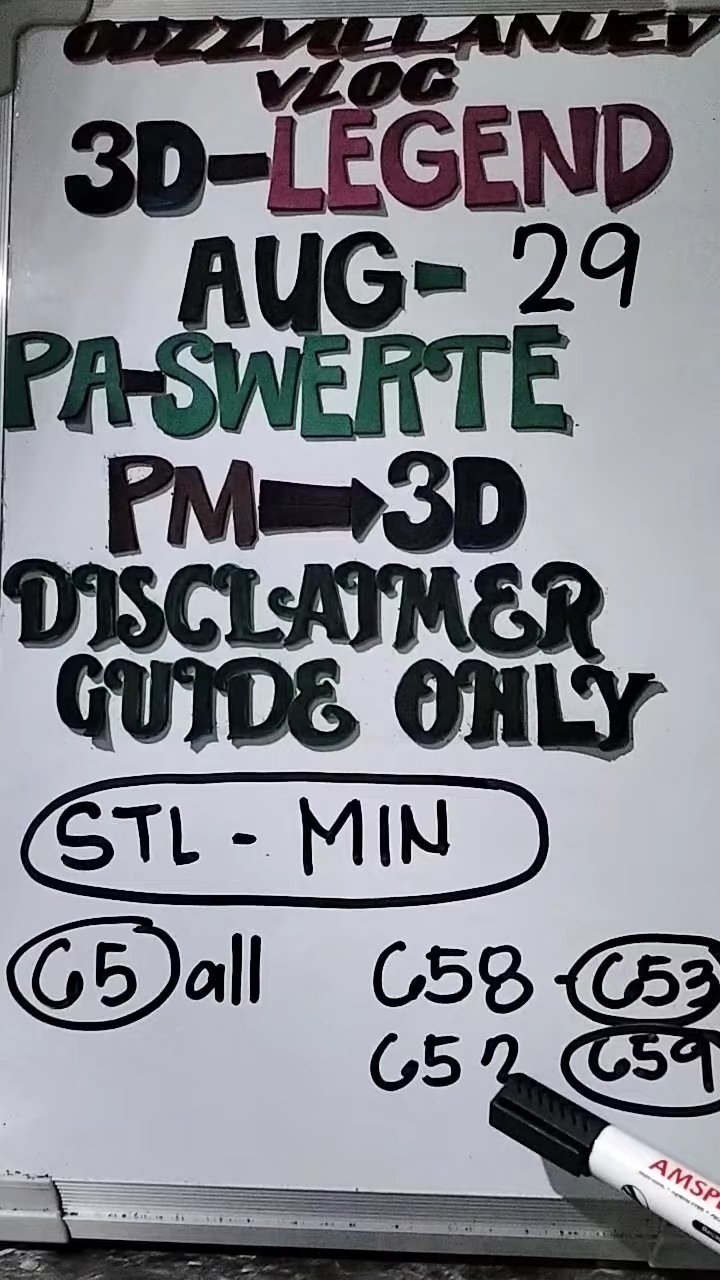 ODZZVILLANUEV
VLOG
3D-LEGEND
AUG- 29
PA-SWERTE
PM➡3D
DISCLAIMER
GUIDE ONLY
STL - MIN
65 all 658 - 653
652 659
AMSP